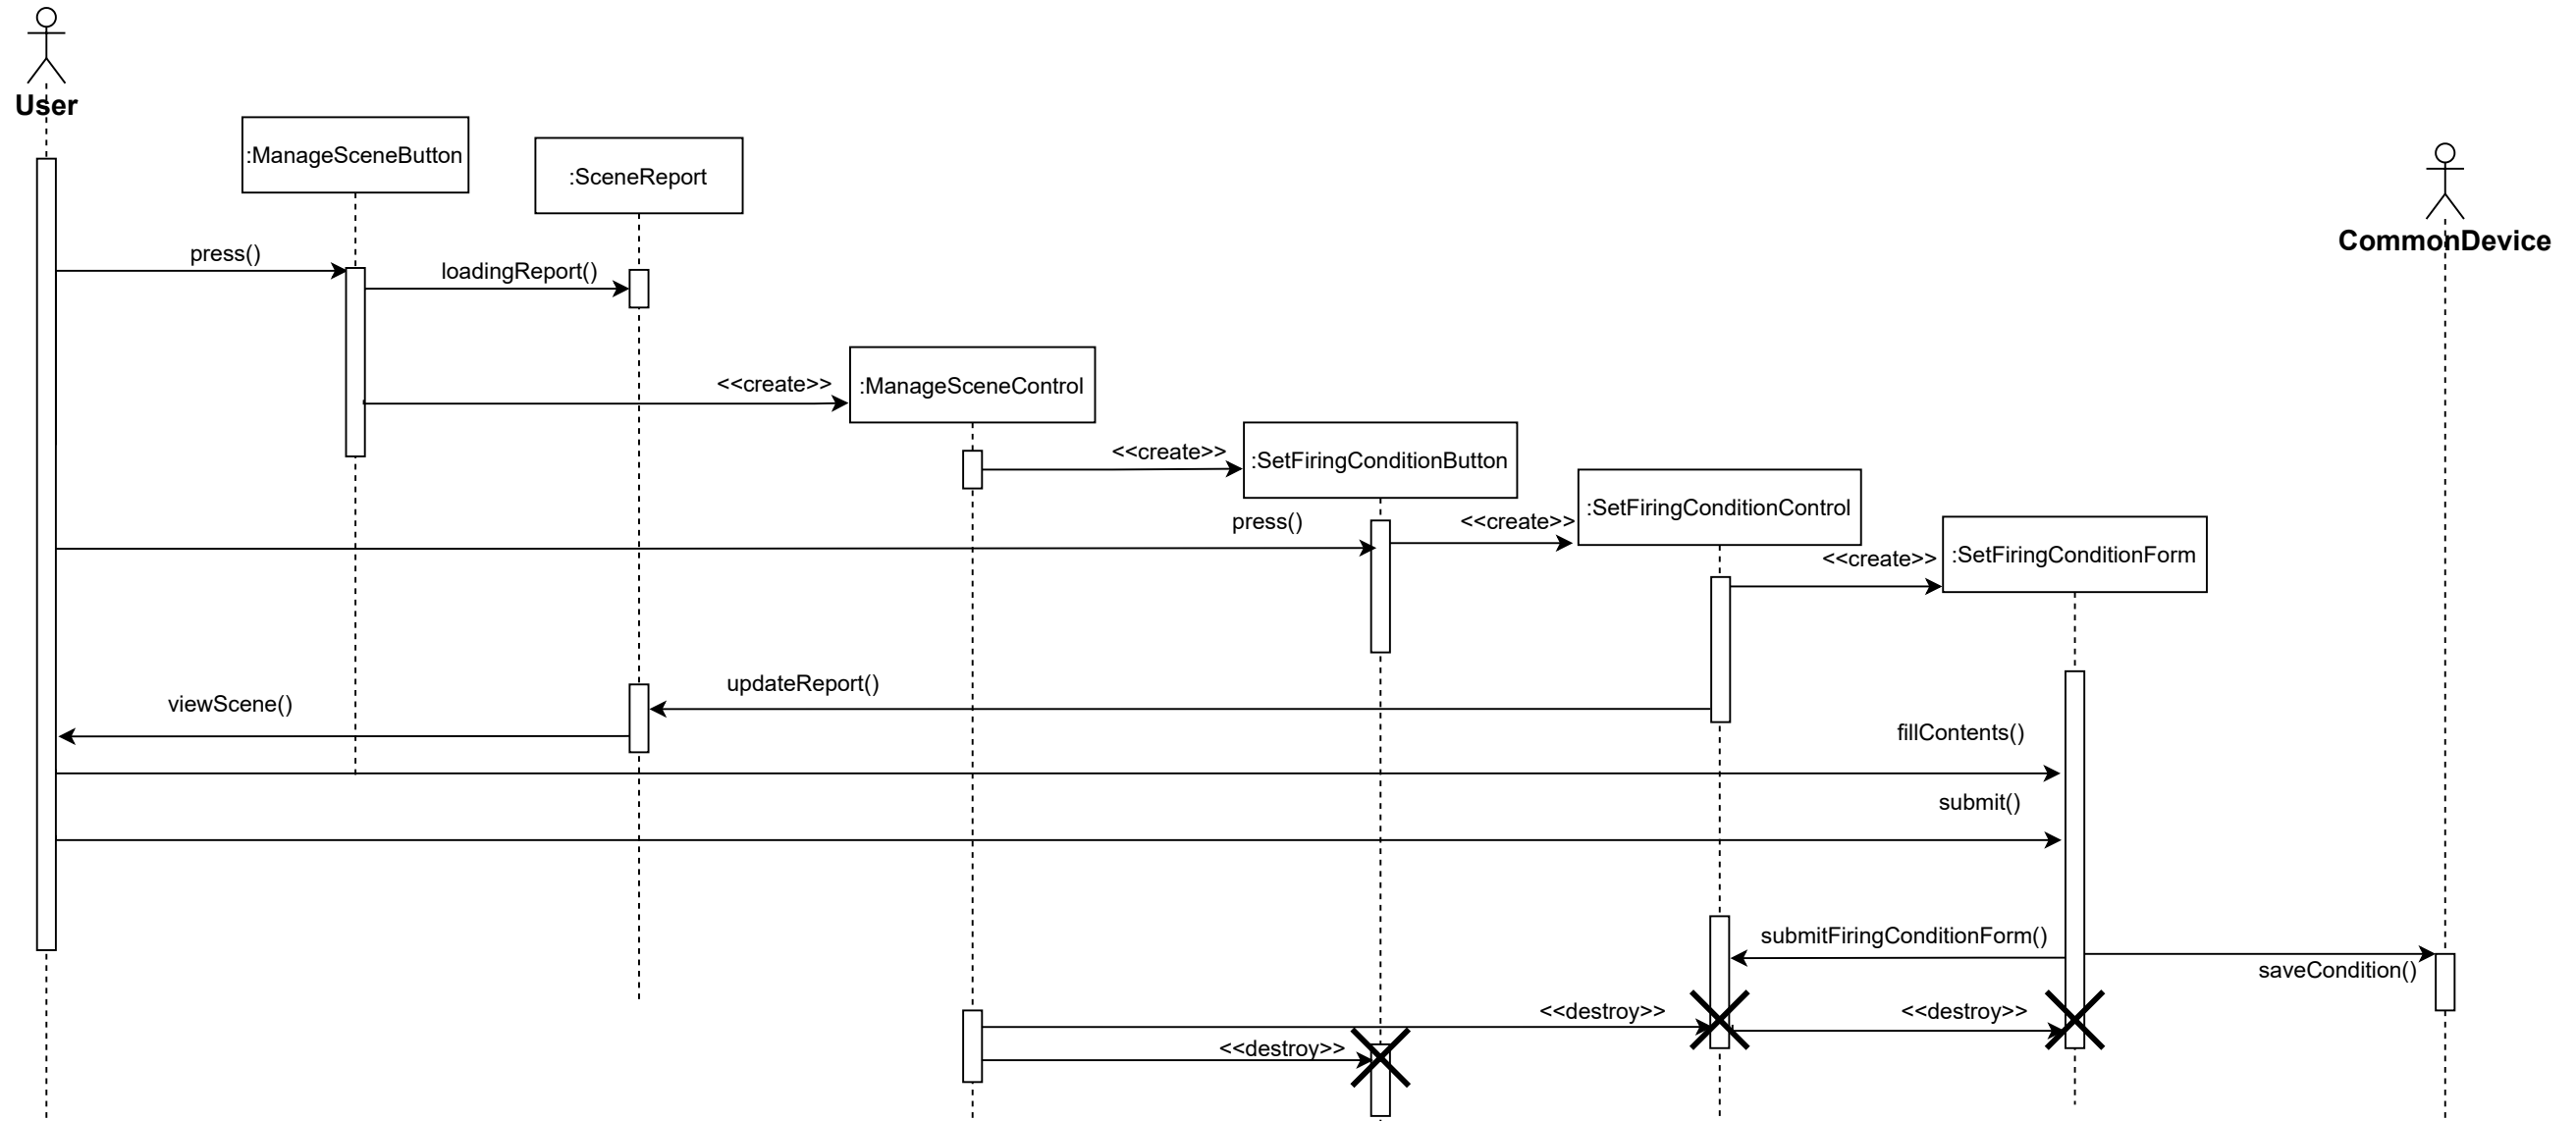 User
:ManageSceneButton
:SceneReport
CommonDevice
press()
loadingReport()
<<create>>
:ManageSceneControl
<<create>>
:SetFiringConditionButton
press()
<<create>>
:SetFiringConditionControl
<<create>>
:SetFiringConditionForm
updateReport()
viewScene()
fillContents()
submit()
submitFiringConditionForm()
saveCondition()
<<destroy>>
<<destroy>>
<<destroy>>